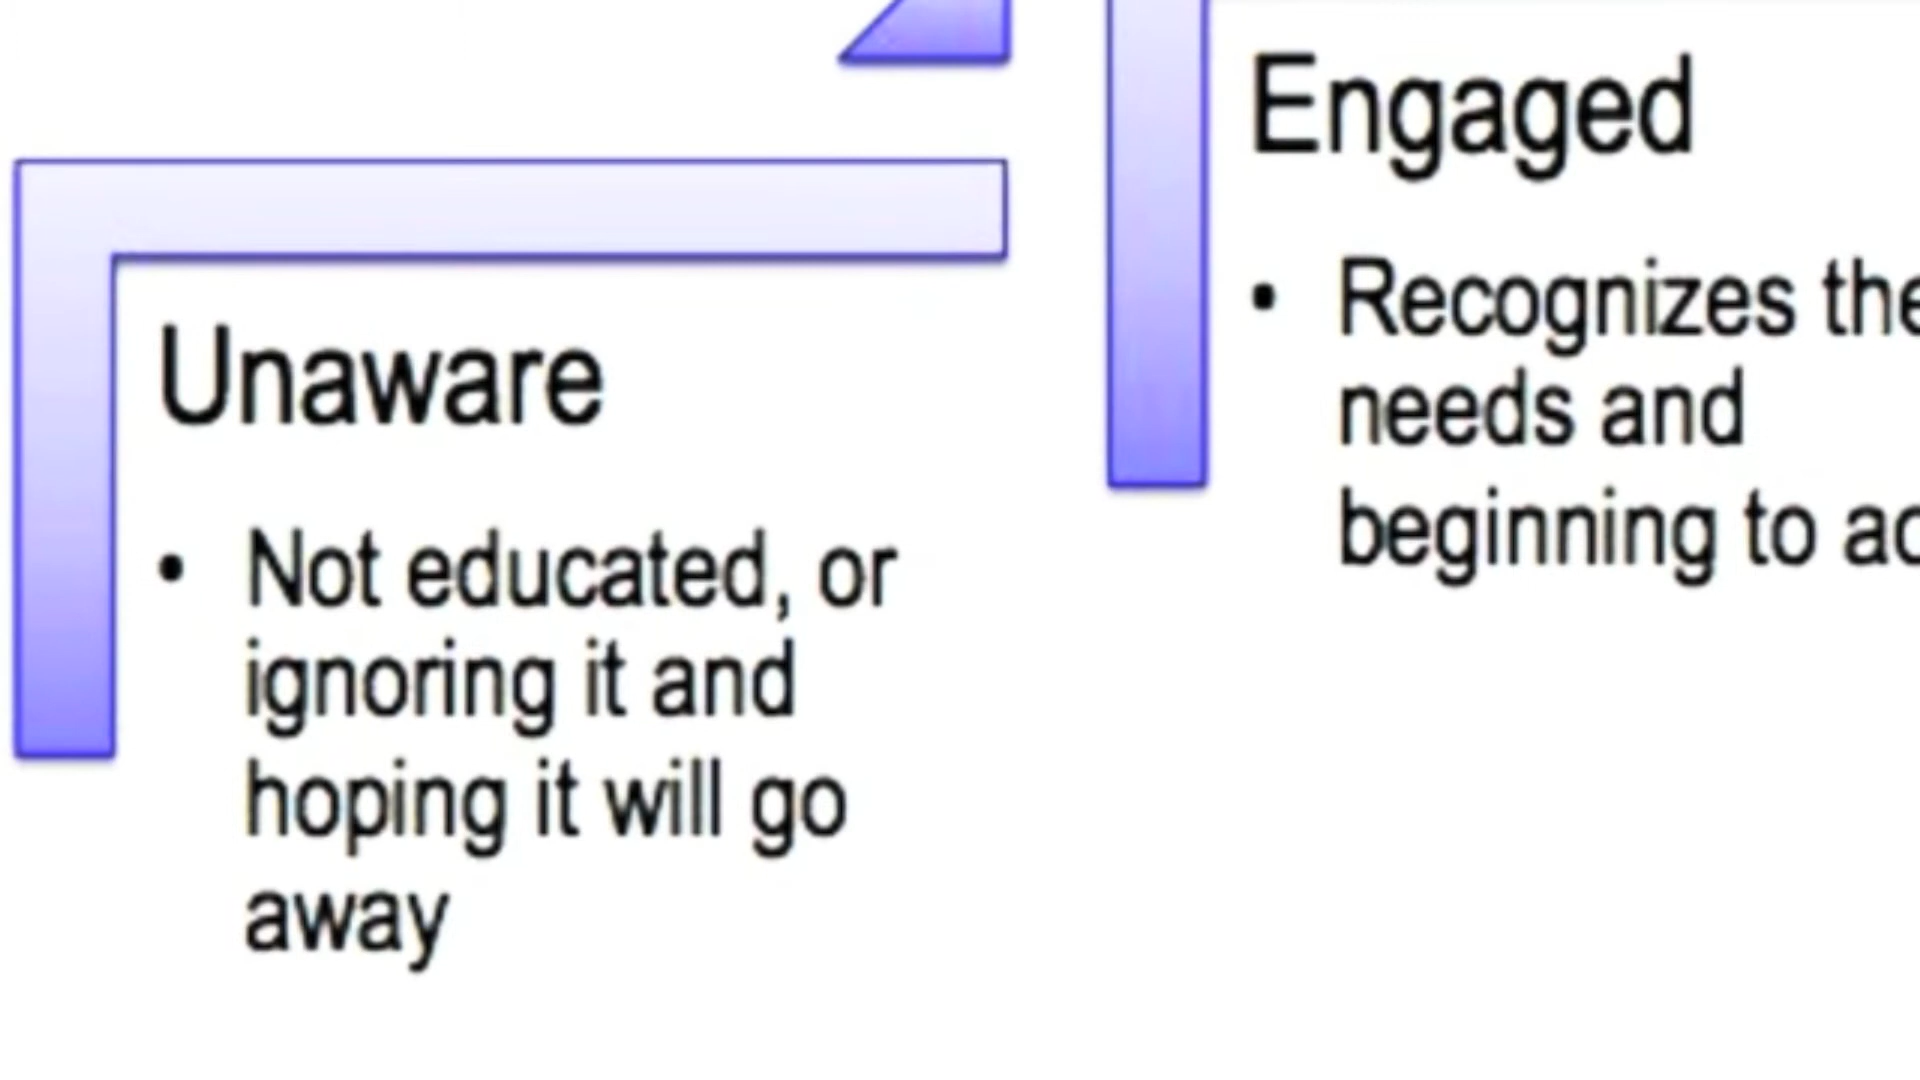 Unaware
• Not educated, or
ignoring it and
hoping it will go
away
Engaged
• Recognizes the
needs and
beginning to